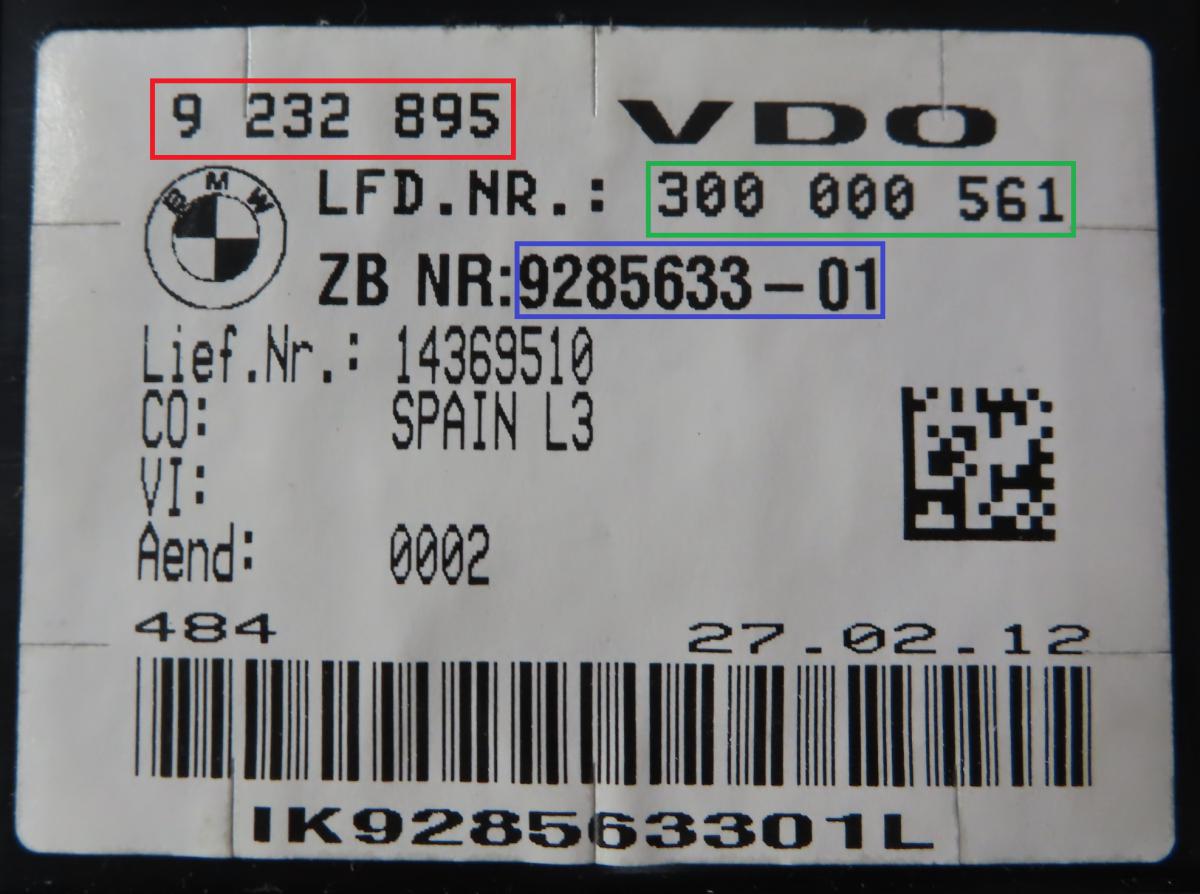 9 232 895 VDO
BMW
LFD.NR.: 300 000 561
ZB NR:9285633-01
Lief.Nr.: 14369510
CO: SPAIN L3
VI:
Aend: 0002
484 27.02.12
IK928563301L